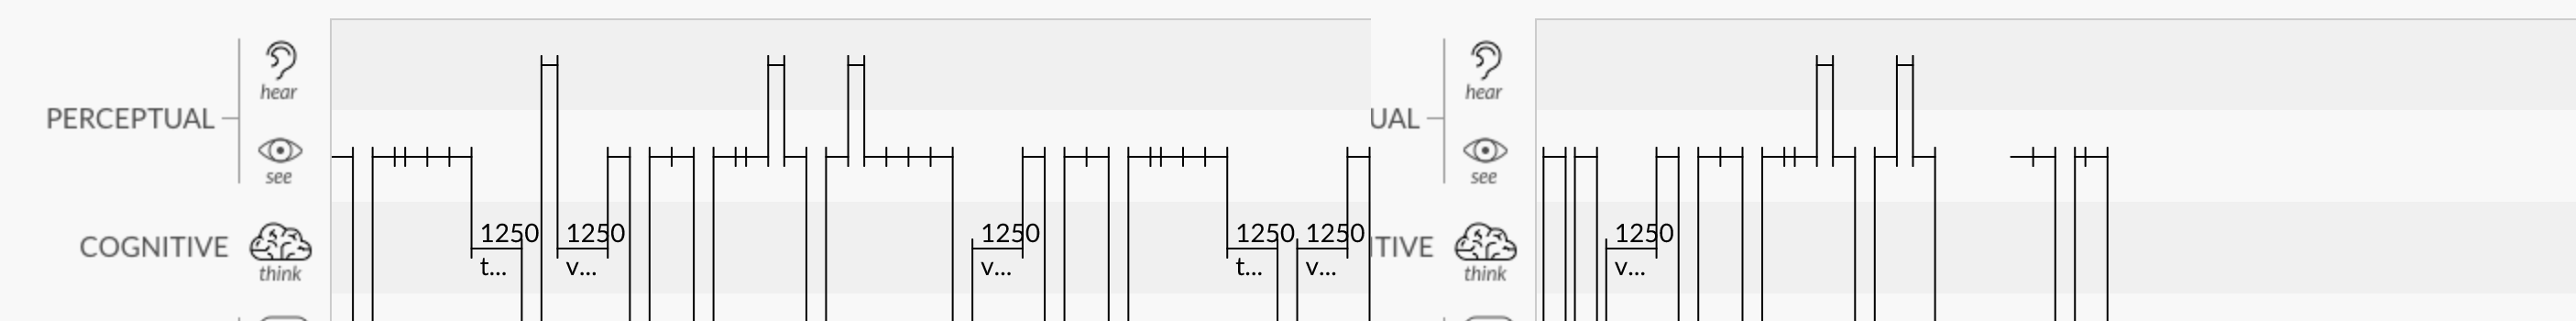 hear
hear
PERCEPTUAL
UAL
see
see
1250 1250 1250 1250 1250 1250
COGNITIVE
ITIVE
t... v... v... t... v... v...
think
think